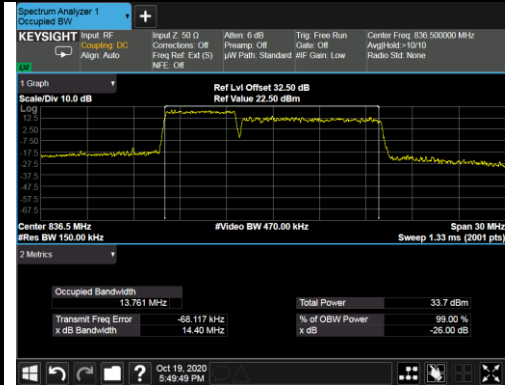 Spectrum Analyzer 1
Occupied BW
KEYSIGHT Input: RF Input Z: 50 Ω Atten: 6 dB Trig: Free Run Center Freq: 836.500000 MHz
Coupling: DC Corrections: Off Preamp: Off Gate: Off Avg|Hold:>10/10
Align: Auto Freq Ref: Ext (S) µW Path: Standard #IF Gain: Low Radio Std: None
NFE: Off
1 Graph
Ref Lvl Offset 32.50 dB
Scale/Div 10.0 dB Ref Value 22.50 dBm
Log
12.5
2.50
-7.50
-17.5
-27.5
-37.5
-47.5
-57.5
-67.5
Center 836.5 MHz #Video BW 470.00 kHz Span 30 MHz
#Res BW 150.00 kHz Sweep 1.33 ms (2001 pts)
2 Metrics
Occupied Bandwidth
13.761 MHz Total Power 33.7 dBm
Transmit Freq Error -68.117 kHz % of OBW Power 99.00 %
x dB Bandwidth 14.40 MHz x dB -26.00 dB
Oct 19, 2020
5:49:49 PM